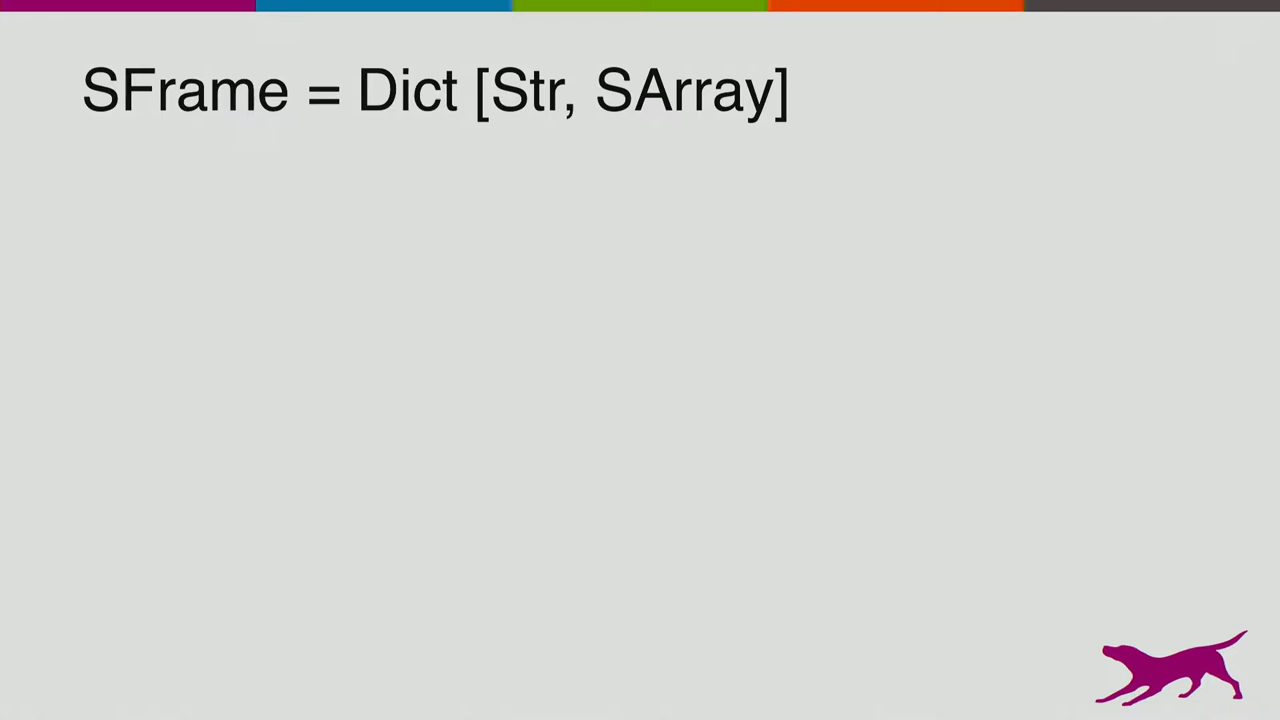 SFrame = Dict [Str, SArray]